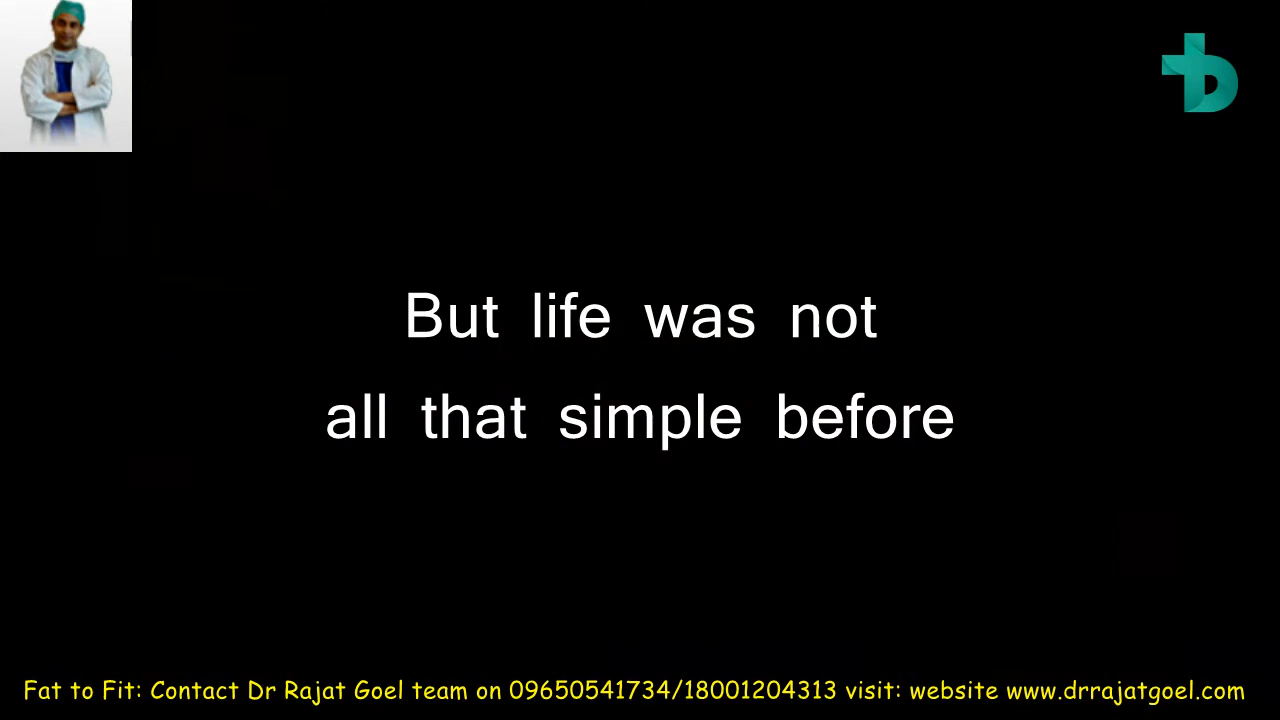 But life was not
all that simple before
Fat to Fit: Contact Dr Rajat Goel team on 09650541734/18001204313 visit: website www.drrajatgoel.com